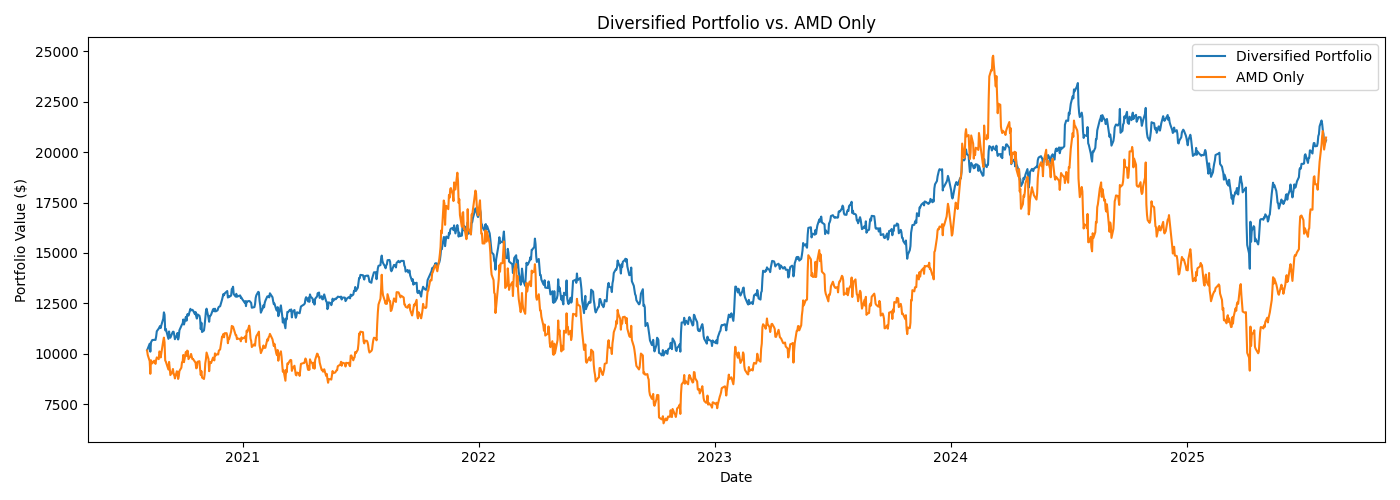 Diversified Portfolio vs. AMD Only
Diversified Portfolio
AMD Only
Portfolio Value ($)
25000
22500
20000
17500
15000
12500
10000
7500
2021
2022
2023
2024
2025
Date